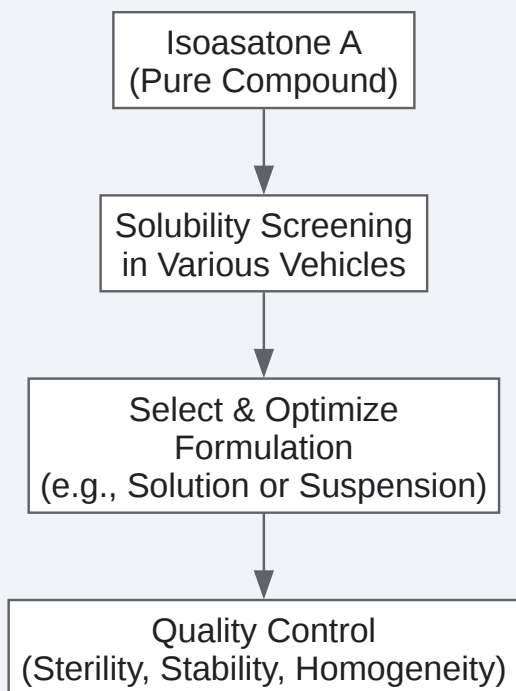 Isoasatone A
(Pure Compound)
Solubility Screening
in Various Vehicles
Select & Optimize
Formulation
(e.g., Solution or Suspension)
Quality Control
(Sterility, Stability, Homogeneity)